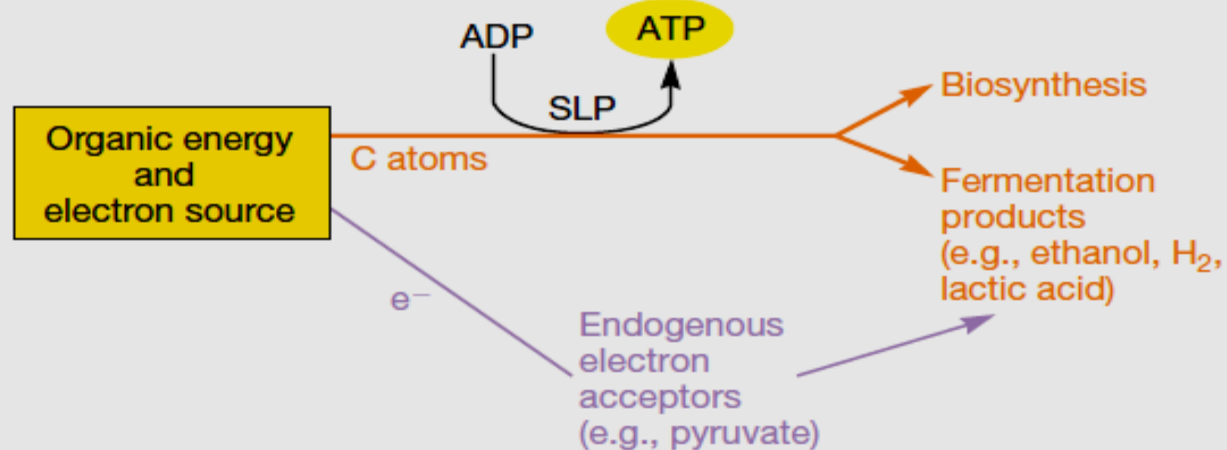 ADP
ATP
SLP
Organic energy
and
electron source
C atoms
Biosynthesis
Fermentation
products
(e.g., ethanol, H₂,
lactic acid)
e⁻
Endogenous
electron
acceptors
(e.g., pyruvate)